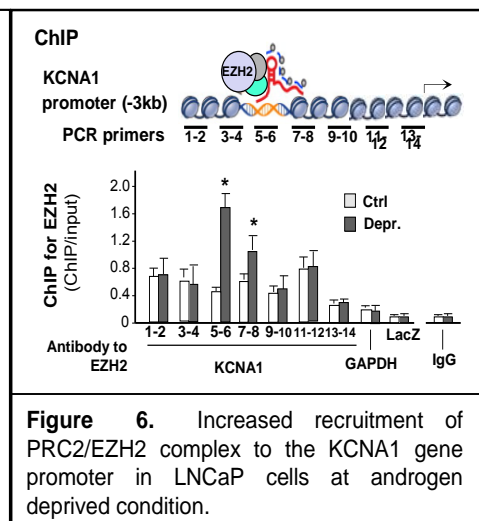 ChIP
EZH2
KCNA1
promoter (-3kb)
PCR primers 1-2 3-4 5-6 7-8 9-10 11-12 13-14
ChIP for EZH2
(ChIP/input)
2.0
1.6
1.2
0.8
0.4
0
*
*
Ctrl
Depr.
1-2 3-4 5-6 7-8 9-10 11-12 13-14
LacZ
Antibody to
EZH2
KCNA1
GAPDH
IgG
Figure 6. Increased recruitment of
PRC2/EZH2 complex to the KCNA1 gene
promoter in LNCaP cells at androgen
deprived condition.